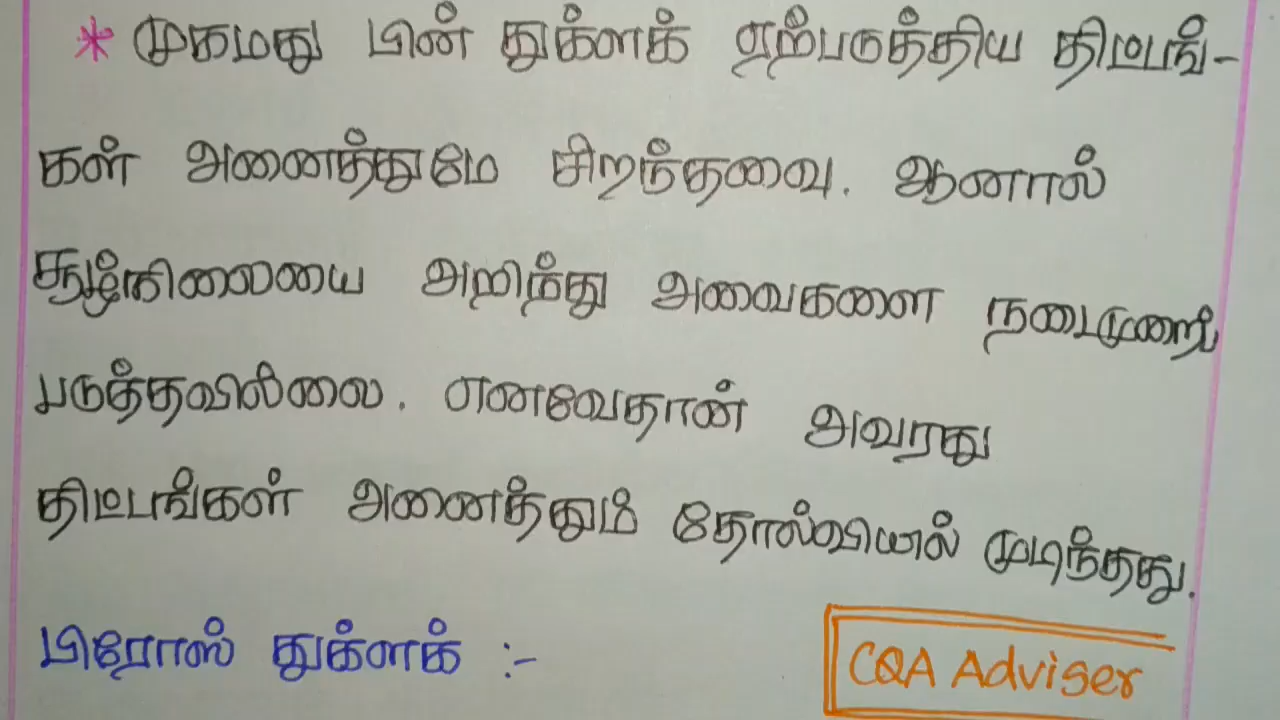 * முகமது பின் துக்ளக் ஏற்படுத்திய திட்டங்-
கள் அனைத்துமே சிறந்தவை. ஆனால்
சூழ்நிலையை அறிந்து அவைகளை நடைமுறை
படுத்தவில்லை. எனவேதான் அவரது
திட்டங்கள் அனைத்தும் தோல்வியில் முடிந்தது.
பிரோஸ் துக்ளக் :-
CQA Adviser